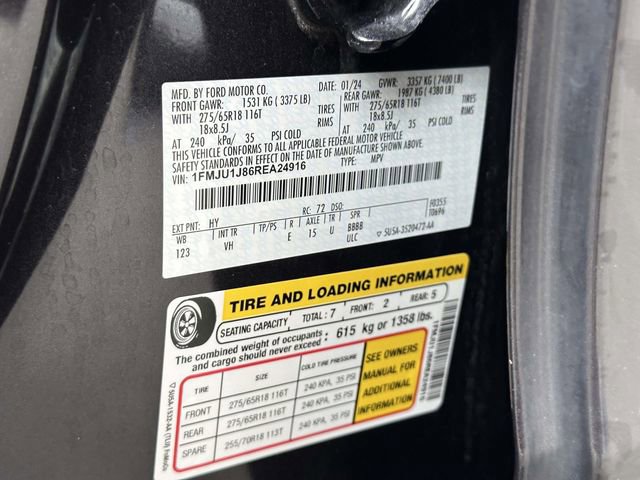 MFD. BY FORD MOTOR CO.
DATE: 01/24 GVWR: 3357 KG ( 7400 LB)
FRONT GAWR: 1531 KG ( 3375 LB) REAR GAWR: 1987 KG ( 4380 LB)
WITH 275/65R18 116T TIRES WITH 275/65R18 116T TIRES
18x8.5J RIMS 18x8.5J RIMS
AT 240 kPa/ 35 PSI COLD AT 240 kPa/ 35 PSI COLD
THIS VEHICLE CONFORMS TO ALL APPLICABLE FEDERAL MOTOR VEHICLE
SAFETY STANDARDS IN EFFECT ON THE DATE OF MANUFACTURE SHOWN ABOVE.
VIN: 1FMJU1J86REA24916 TYPE: MPV
EXT PNT: HY RC: 72 DSO: F0355
T0696
WB INT TR TP/PS R AXLE TR SPR
123 VH E 15 U BBBB
ULC
▽ 5U5A-3520472-AA
TIRE AND LOADING INFORMATION
SEATING CAPACITY TOTAL : 7 FRONT: 2 REAR: 5
The combined weight of occupants and cargo should never exceed : 615 kg or 1358 lbs.
TIRE SIZE COLD TIRE PRESSURE
FRONT 275/65R18 116T 240 KPA, 35 PSI
REAR 275/65R18 116T 240 KPA, 35 PSI
SPARE 255/70R18 113T 240 KPA, 35 PSI
SEE OWNERS
MANUAL FOR
ADDITIONAL
INFORMATION